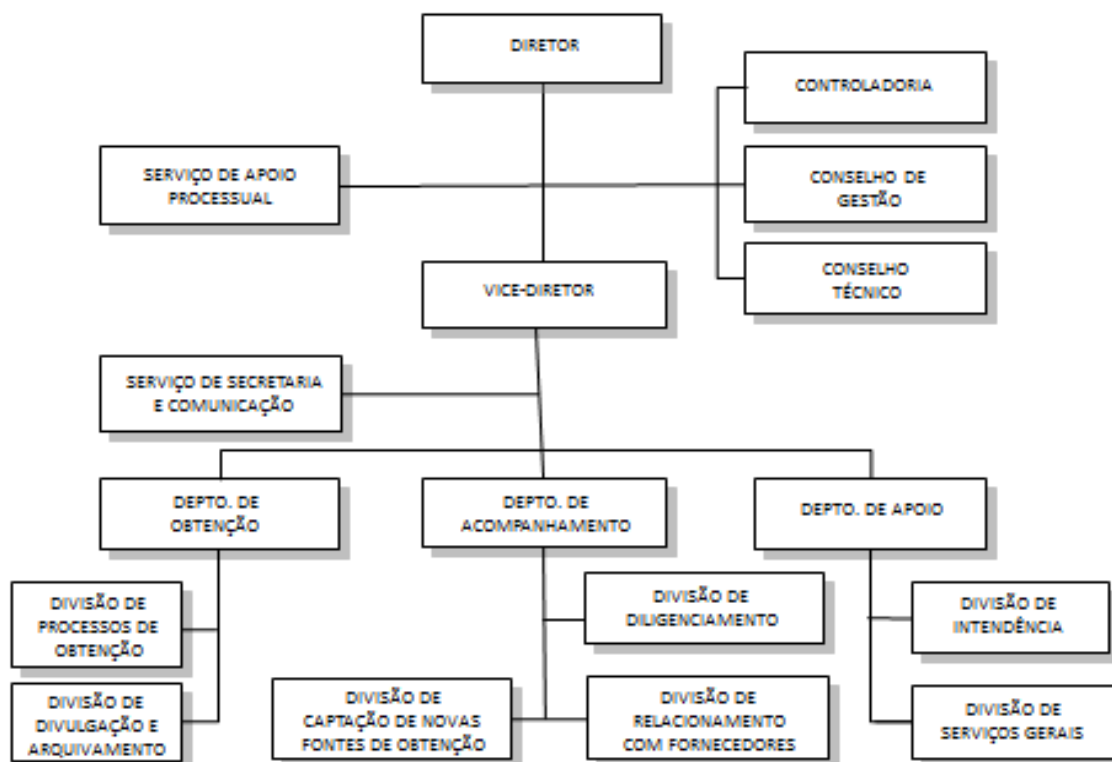 DIRETOR
CONTROLADORIA
SERVIÇO DE APOIO
PROCESSUAL
CONSELHO DE
GESTÃO
CONSELHO
TÉCNICO
VICE-DIRETOR
SERVIÇO DE SECRETARIA
E COMUNICAÇÃO
DEPTO. DE
OBTENÇÃO
DEPTO. DE
ACOMPANHAMENTO
DEPTO. DE APOIO
DIVISÃO DE
PROCESSOS DE
OBTENÇÃO
DIVISÃO DE
DILIGENCIAMENTO
DIVISÃO DE
INTENDÊNCIA
DIVISÃO DE
DIVULGAÇÃO E
ARQUIVAMENTO
DIVISÃO DE
CAPTAÇÃO DE NOVAS
FONTES DE OBTENÇÃO
DIVISÃO DE
RELACIONAMENTO
COM FORNECEDORES
DIVISÃO DE
SERVIÇOS GERAIS